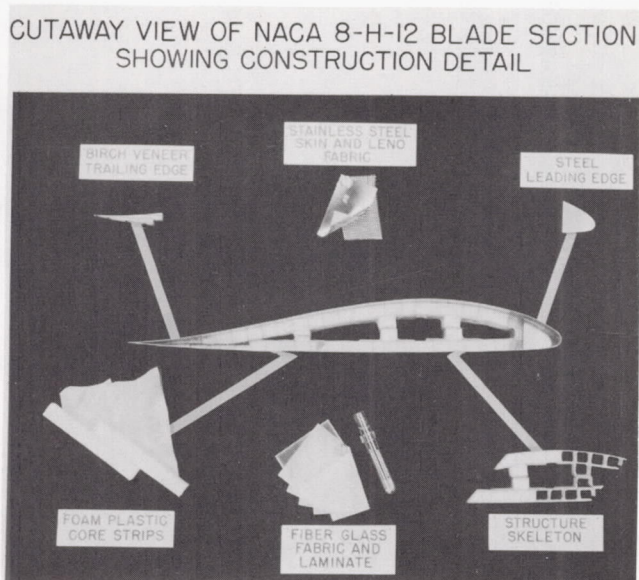 CUTAWAY VIEW OF NACA 8-H-12 BLADE SECTION
SHOWING CONSTRUCTION DETAIL
BIRCH VENEER
TRAILING EDGE
STAINLESS STEEL
SKIN AND LENO
FABRIC
STEEL
LEADING EDGE
FOAM PLASTIC
CORE STRIPS
FIBER GLASS
FABRIC AND
LAMINATE
STRUCTURE
SKELETON